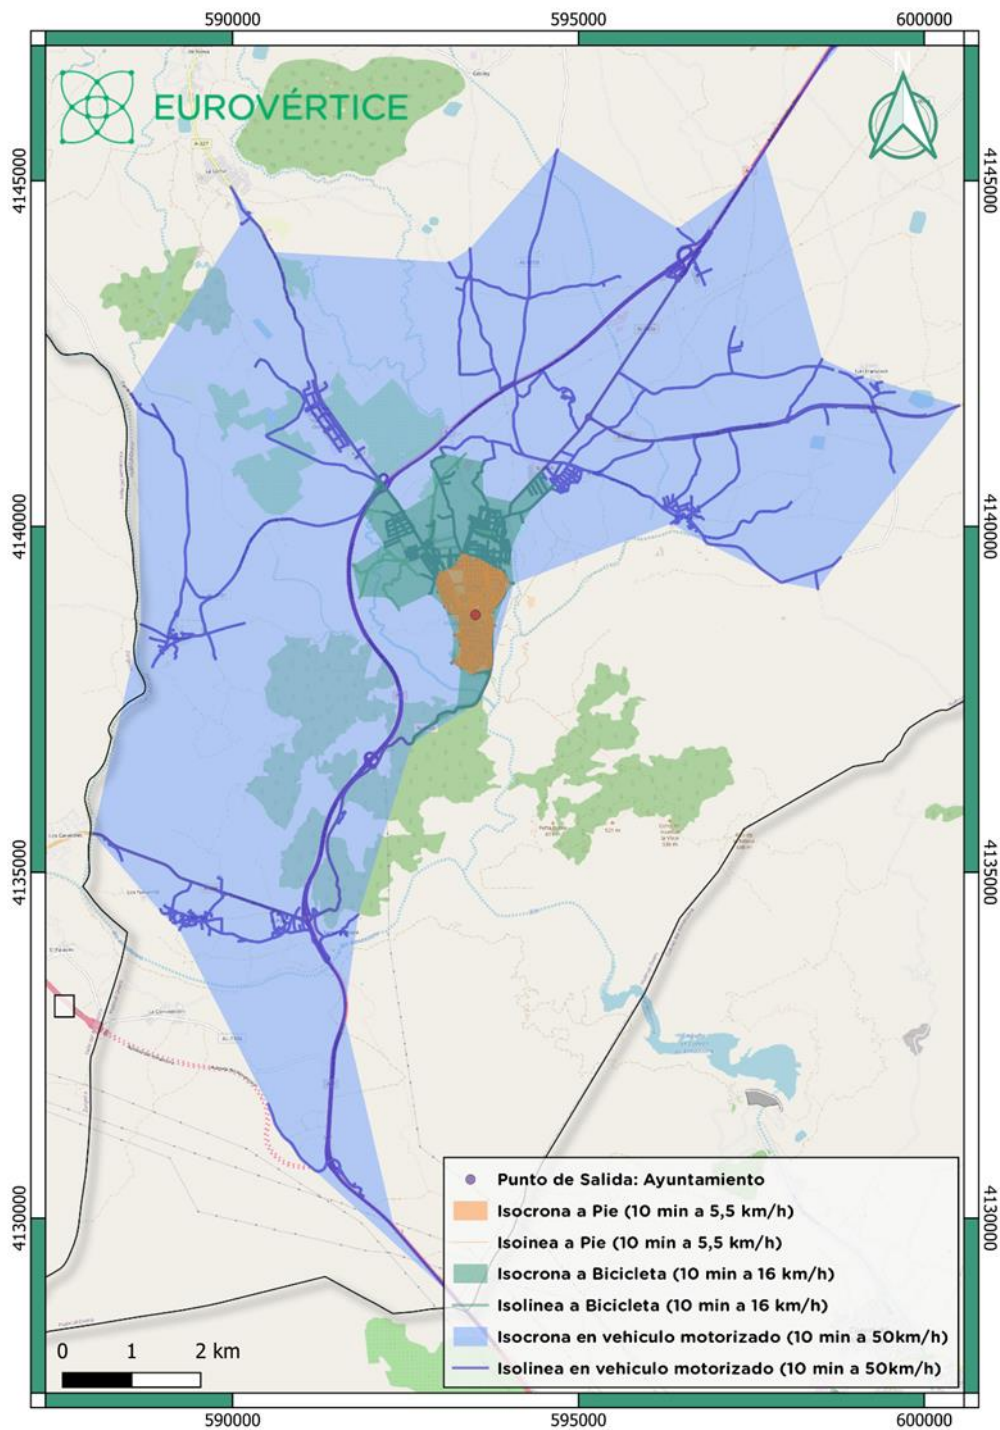 590000
595000
600000
EUROVÉRTICE
N
4145000
4145000
4140000
4140000
4135000
4135000
4130000
4130000
Punto de Salida: Ayuntamiento
Isocrona a Pie (10 min a 5,5 km/h)
Isoinea a Pie (10 min a 5,5 km/h)
Isocrona a Bicicleta (10 min a 16 km/h)
Isolinea a Bicicleta (10 min a 16 km/h)
Isocrona en vehiculo motorizado (10 min a 50km/h)
Isolinea en vehiculo motorizado (10 min a 50km/h)
0 1 2 km
590000
595000
600000